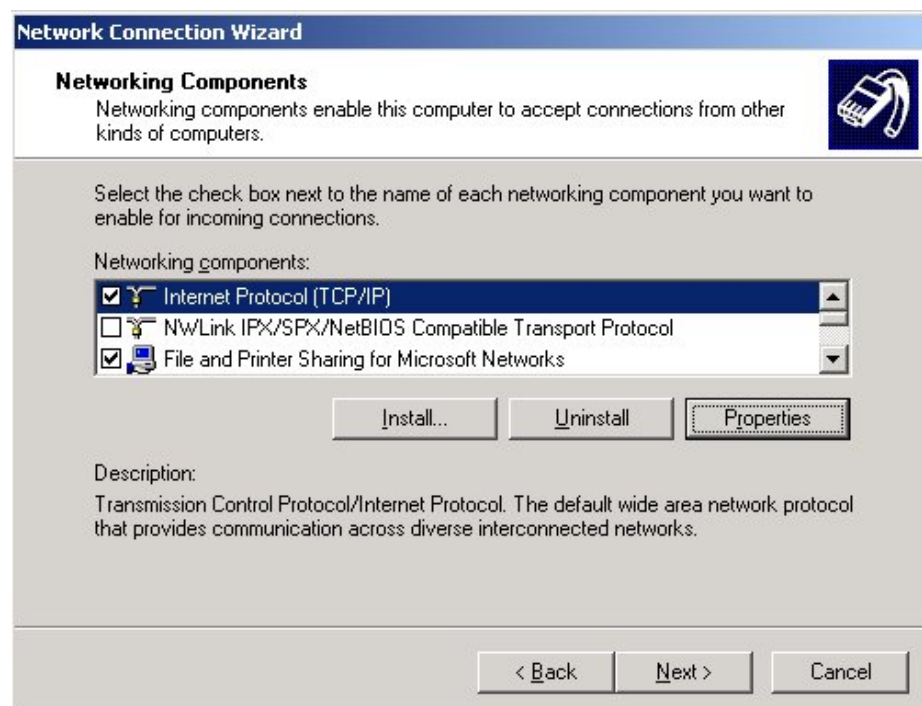 Network Connection Wizard
Networking Components
Networking components enable this computer to accept connections from other
kinds of computers.
Select the check box next to the name of each networking component you want to
enable for incoming connections.
Networking components:
Internet Protocol (TCP/IP)
NWLink IPX/SPX/NetBIOS Compatible Transport Protocol
File and Printer Sharing for Microsoft Networks
Install... Uninstall Properties
Description:
Transmission Control Protocol/Internet Protocol. The default wide area network protocol
that provides communication across diverse interconnected networks.
< Back Next > Cancel